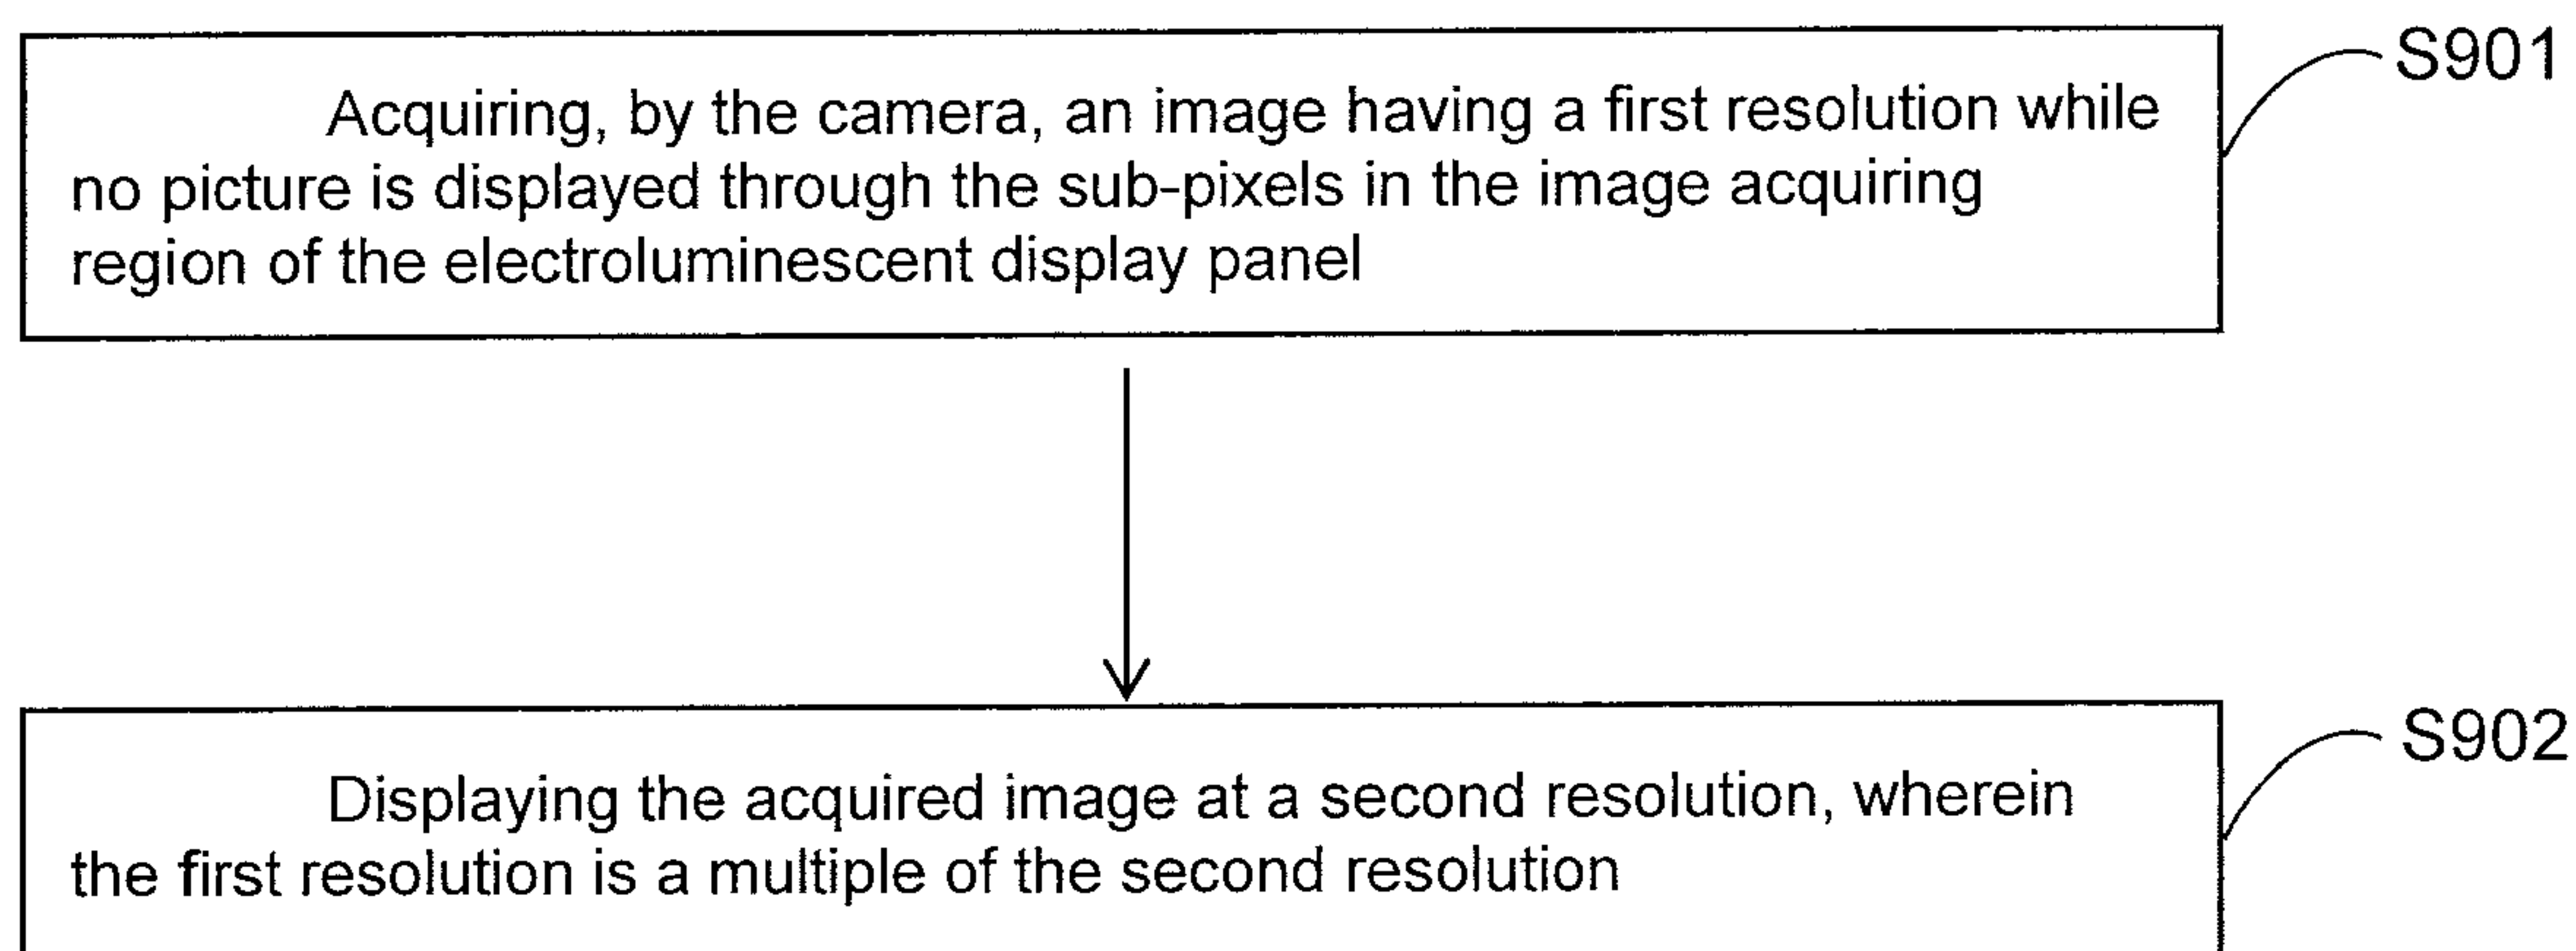 S901
Acquiring, by the camera, an image having a first resolution while
no picture is displayed through the sub-pixels in the image acquiring
region of the electroluminescent display panel
S902
Displaying the acquired image at a second resolution, wherein
the first resolution is a multiple of the second resolution